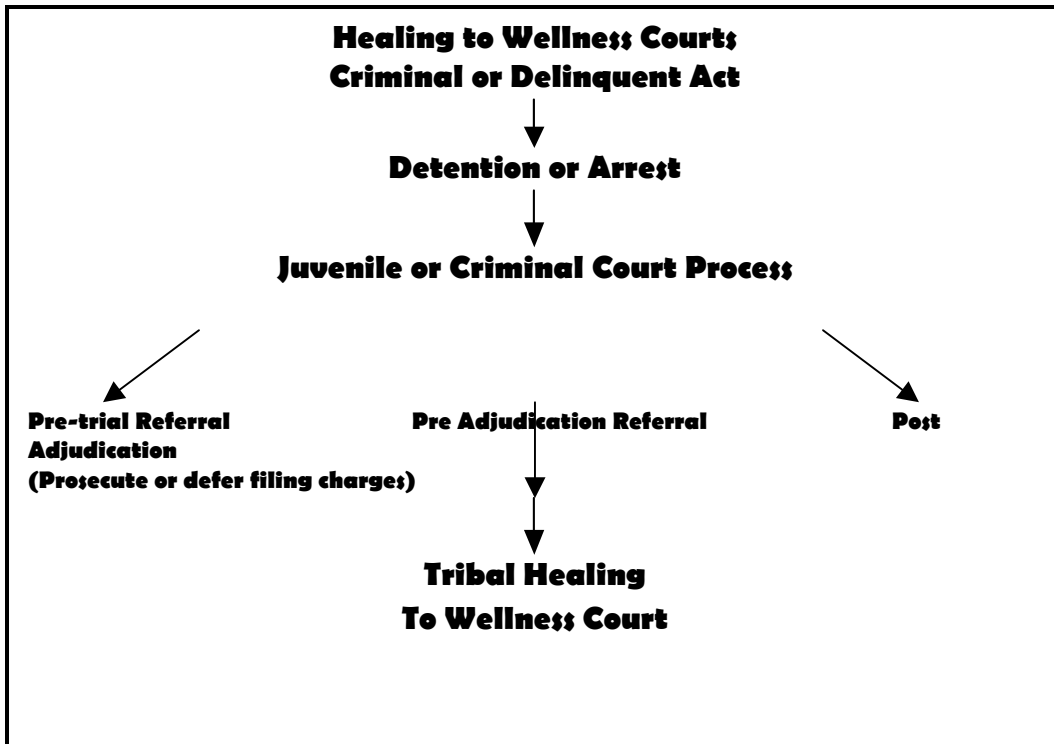 Healing to Wellness Courts
Criminal or Delinquent Act
Detention or Arrest
Juvenile or Criminal Court Process
Pre-trial Referral Pre Adjudication Referral Post
Adjudication
(Prosecute or defer filing charges)
Tribal Healing
To Wellness Court